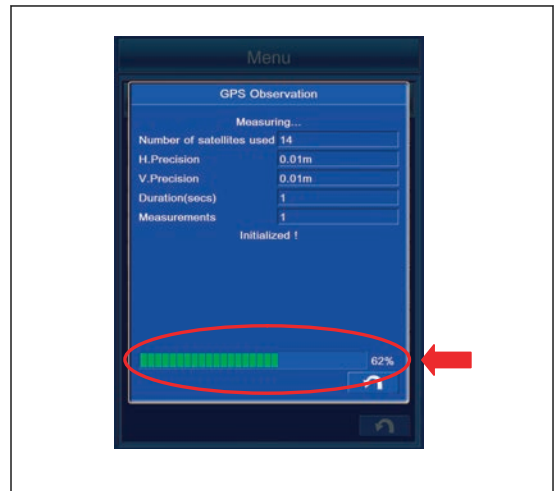 Menu
GPS Observation
Measuring...
Number of satellites used 14
H.Precision 0.01m
V.Precision 0.01m
Duration(secs) 1
Measurements 1
Initialized !
62%